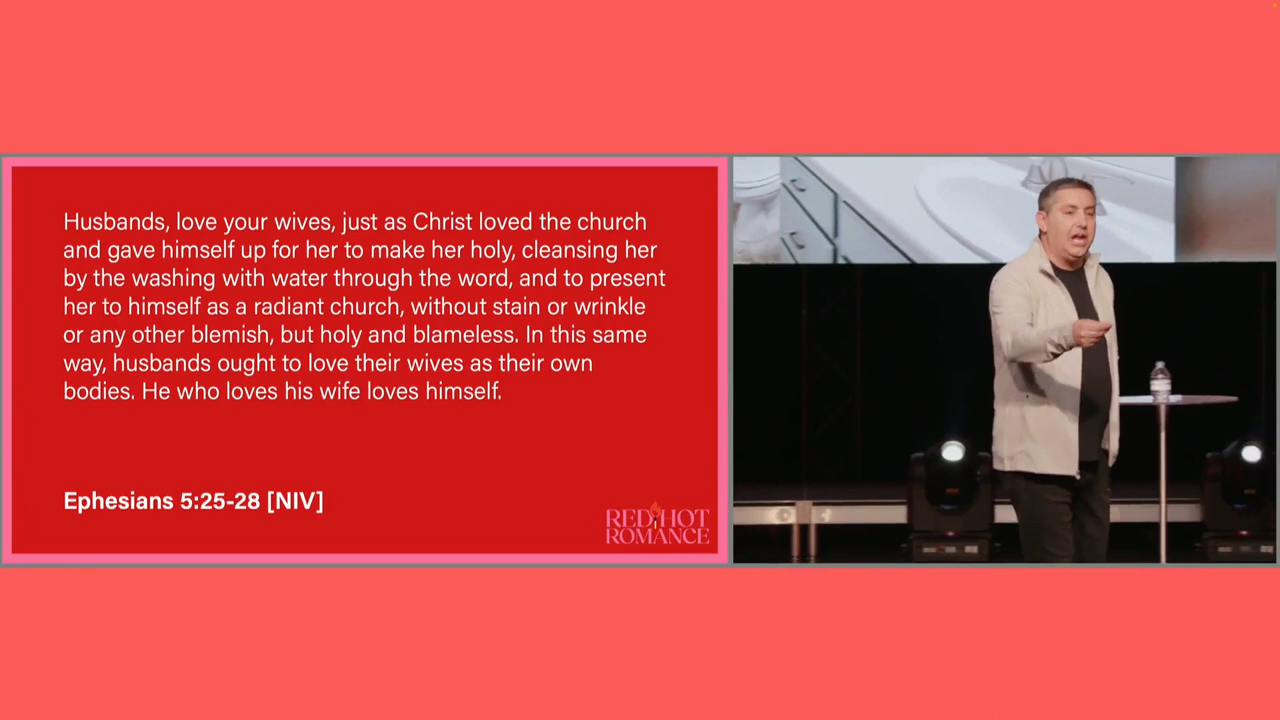 Husbands, love your wives, just as Christ loved the church
and gave himself up for her to make her holy, cleansing her
by the washing with water through the word, and to present
her to himself as a radiant church, without stain or wrinkle
or any other blemish, but holy and blameless. In this same
way, husbands ought to love their wives as their own
bodies. He who loves his wife loves himself.
Ephesians 5:25-28 [NIV]
RED HOT
ROMANCE